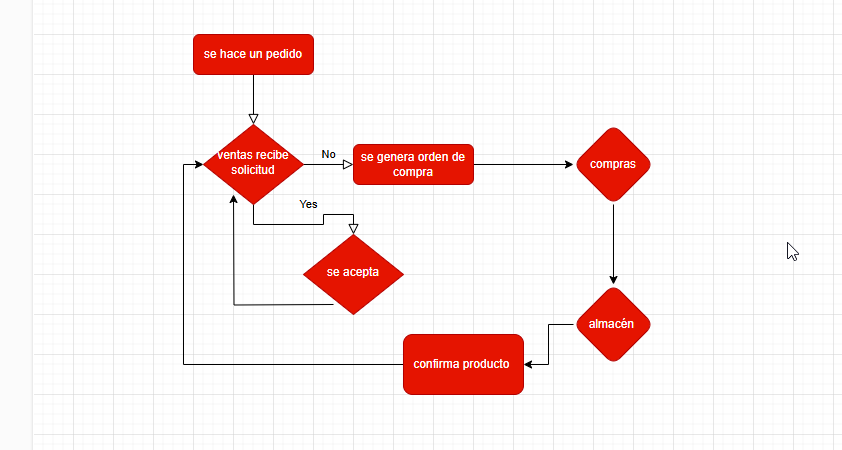 se hace un pedido
ventas recibe
solicitud
No
se genera orden de
compra
compras
Yes
se acepta
almacén
confirma producto